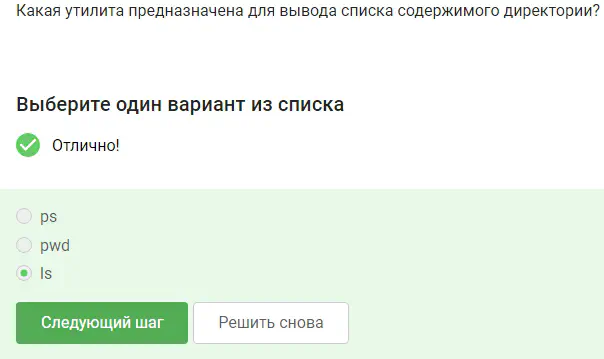 Какая утилита предназначена для вывода списка содержимого директории?
Выберите один вариант из списка
Отлично!
ps
pwd
ls
Следующий шаг
Решить снова